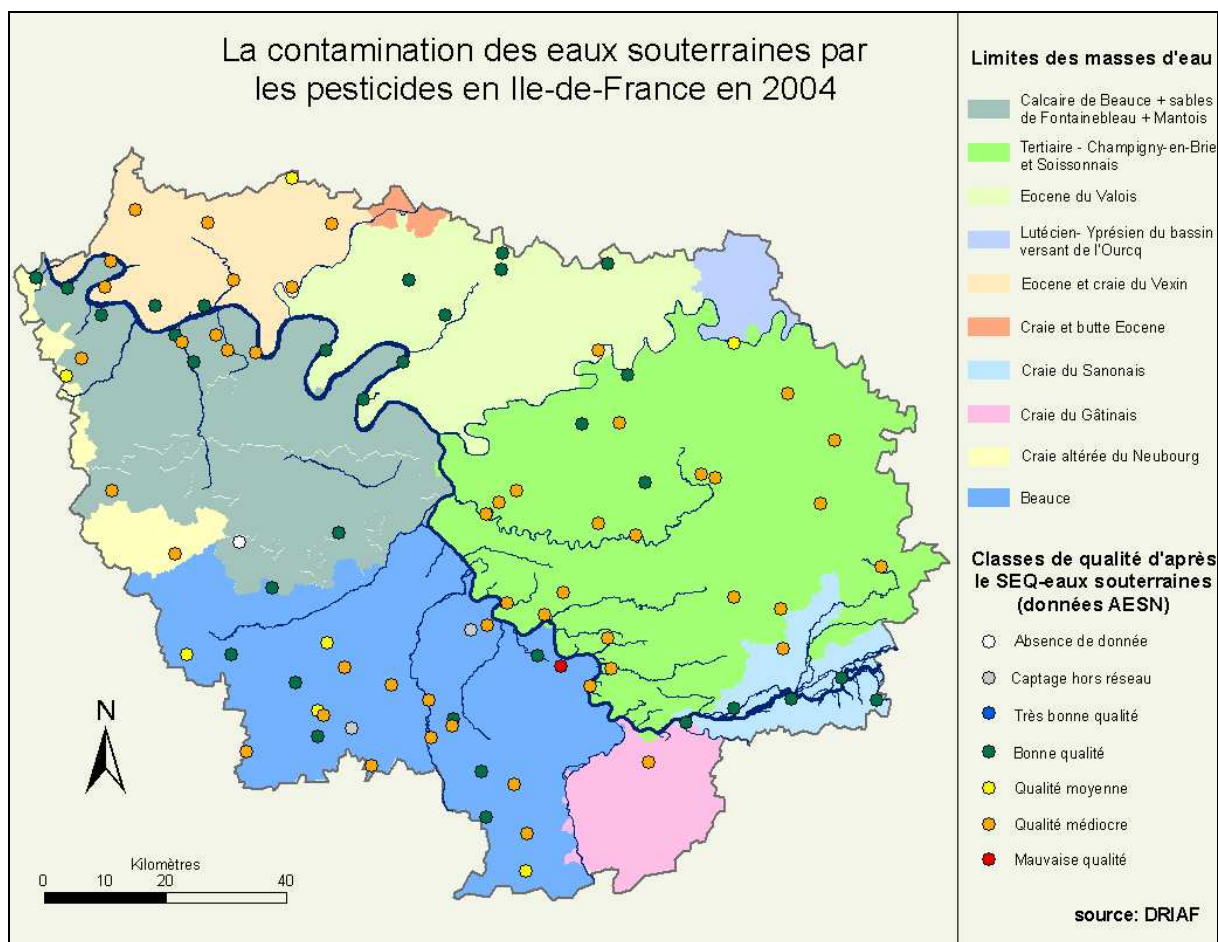 La contamination des eaux souterraines par
les pesticides en Ile-de-France en 2004
N
Kilomètres
0 10 20 40
Limites des masses d'eau
Calcaire de Beauce + sables
de Fontainebleau + Mantois
Tertiaire - Champigny-en-Brie
et Soissonnais
Eocene du Valois
Lutécien- Yprésien du bassin
versant de l'Ourcq
Eocene et craie du Vexin
Craie et butte Eocene
Craie du Sanonais
Craie du Gâtinais
Craie altérée du Neubourg
Beauce
Classes de qualité d'après
le SEQ-eaux souterraines
(données AESN)
Absence de donnée
Captage hors réseau
Très bonne qualité
Bonne qualité
Qualité moyenne
Qualité médiocre
Mauvaise qualité
source: DRIAF